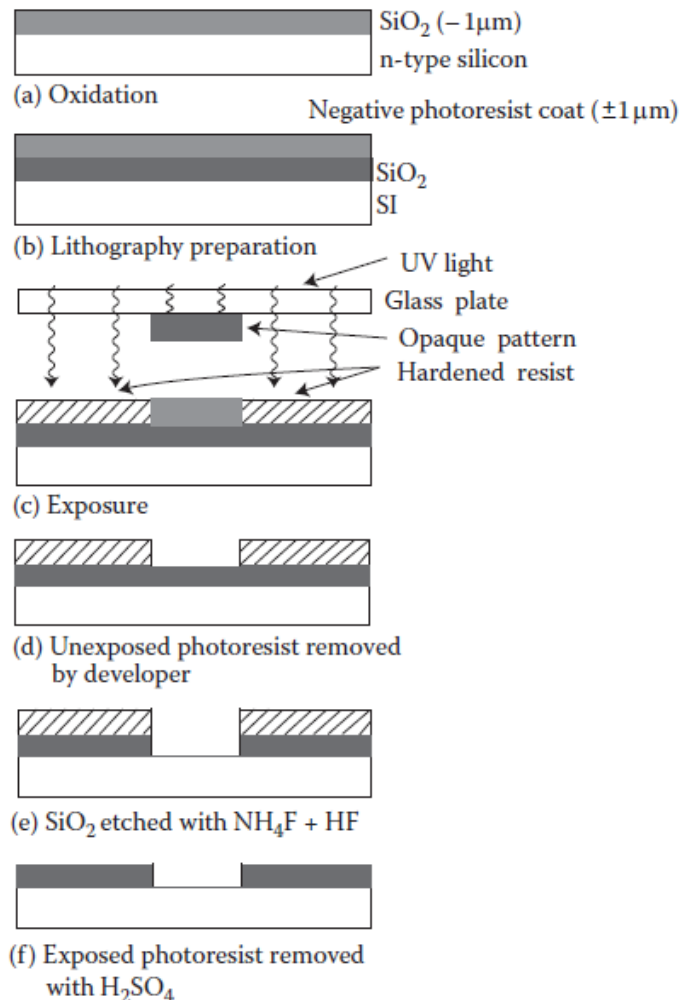 SiO₂ (– 1µm)
n-type silicon
(a) Oxidation
Negative photoresist coat (±1µm)
SiO₂
SI
(b) Lithography preparation
UV light
Glass plate
Opaque pattern
Hardened resist
(c) Exposure
(d) Unexposed photoresist removed
by developer
(e) SiO₂ etched with NH₄F + HF
(f) Exposed photoresist removed
with H₂SO₄